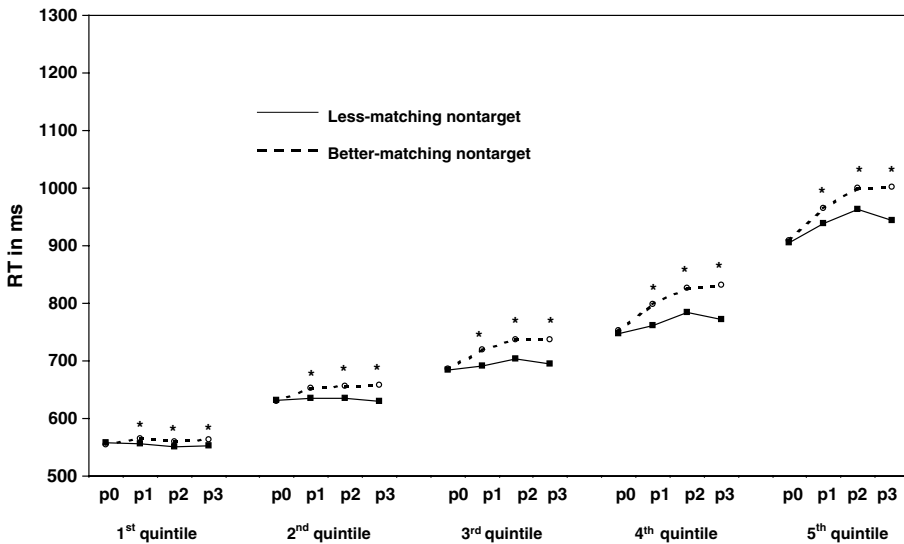 1300
1200
1100
1000
900
800
700
600
500
RT in ms
Less-matching nontarget
Better-matching nontarget
* * *
* * *
* * *
* * *
* * *
p0 p1 p2 p3 p0 p1 p2 p3 p0 p1 p2 p3 p0 p1 p2 p3 p0 p1 p2 p3
1st quintile 2nd quintile 3rd quintile 4th quintile 5th quintile